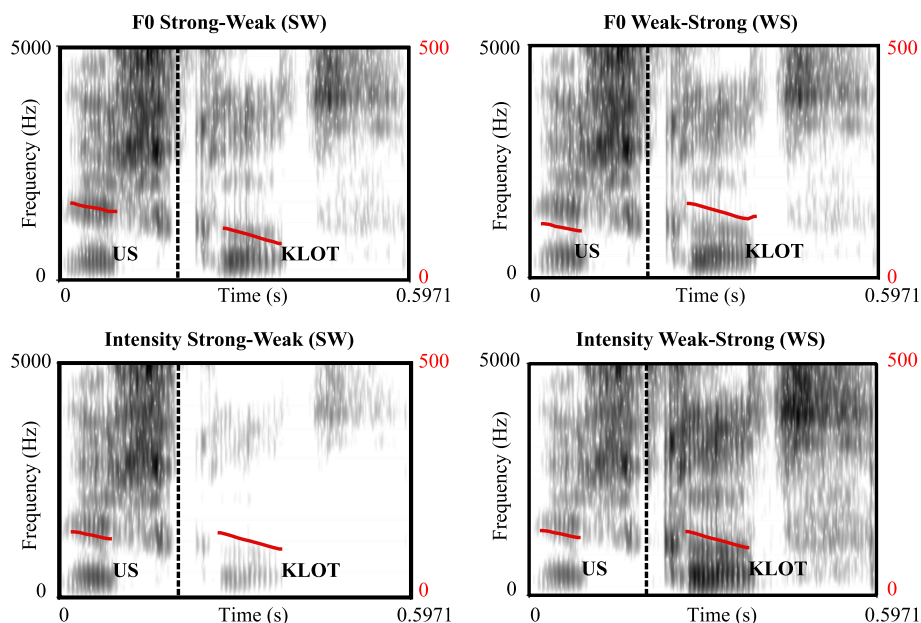 F0 Strong-Weak (SW)
5000
500
Frequency (Hz)
US
KLOT
0
0
0
Time (s)
0.5971
F0 Weak-Strong (WS)
5000
500
Frequency (Hz)
US
KLOT
0
0
0
Time (s)
0.5971
Intensity Strong-Weak (SW)
5000
500
Frequency (Hz)
US
KLOT
0
0
0
Time (s)
0.5971
Intensity Weak-Strong (WS)
5000
500
Frequency (Hz)
US
KLOT
0
0
0
Time (s)
0.5971